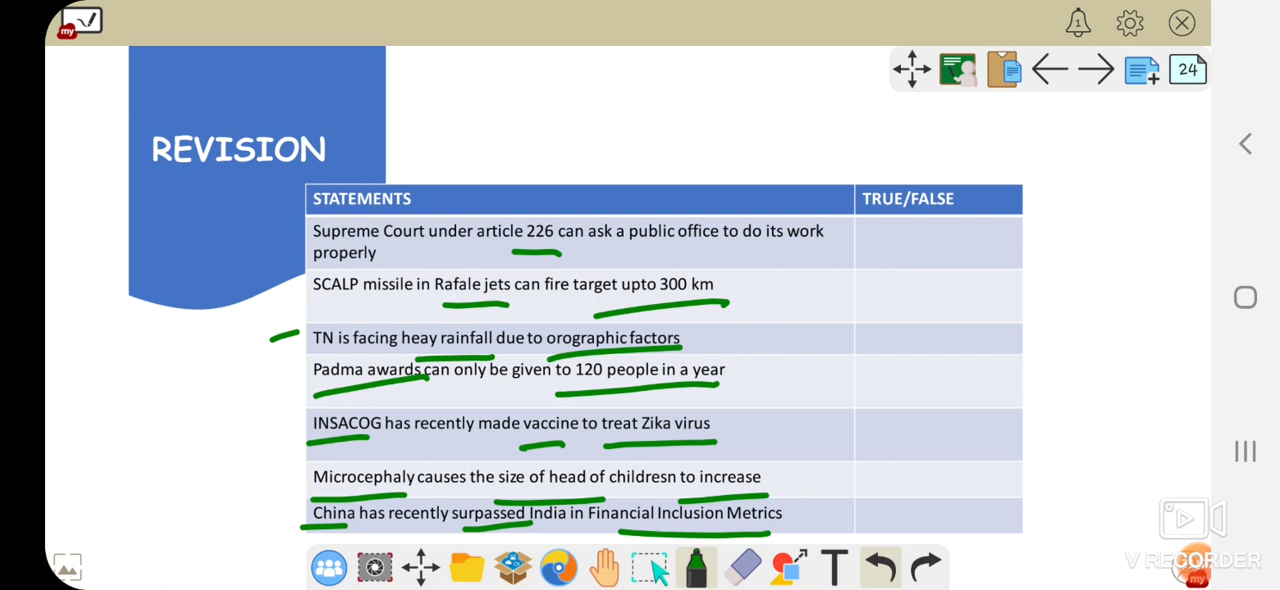 my
1
24
REVISION
STATEMENTS TRUE/FALSE
Supreme Court under article 226 can ask a public office to do its work
properly
SCALP missile in Rafale jets can fire target upto 300 km
TN is facing heay rainfall due to orographic factors
Padma awards can only be given to 120 people in a year
INSACOG has recently made vaccine to treat Zika virus
Microcephaly causes the size of head of childresn to increase
China has recently surpassed India in Financial Inclusion Metrics
V RECORDER
T
my